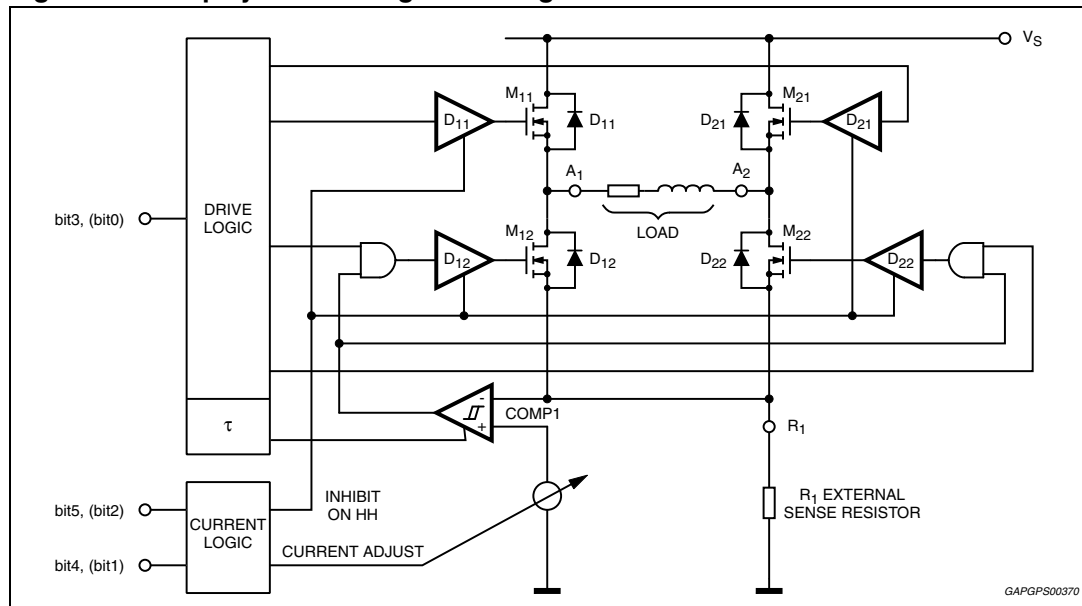 V_S
M_11
M_21
D_11
D_11
D_21
D_21
A_1
A_2
bit3, (bit0)
DRIVE
LOGIC
LOAD
M_12
M_22
D_12
D_12
D_22
D_22
τ
-
+
COMP1
R_1
bit5, (bit2)
bit4, (bit1)
CURRENT
LOGIC
INHIBIT
ON HH
CURRENT ADJUST
R_1 EXTERNAL
SENSE RESISTOR
GAPGPS00370